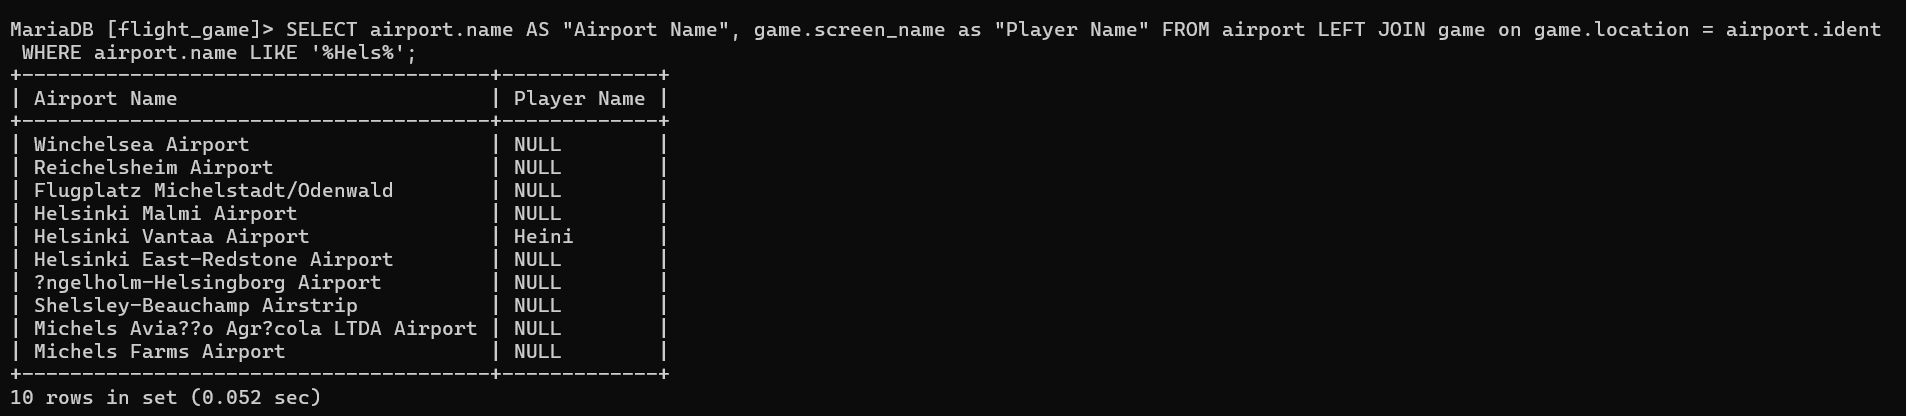 MariaDB [flight_game]> SELECT airport.name AS "Airport Name", game.screen_name as "Player Name" FROM airport LEFT JOIN game on game.location = airport.ident
 WHERE airport.name LIKE '%Hels%';
+---------------------------------------+-------------+
| Airport Name                          | Player Name |
+---------------------------------------+-------------+
| Winchelsea Airport                    | NULL        |
| Reichelsheim Airport                  | NULL        |
| Flugplatz Michelstadt/Odenwald        | NULL        |
| Helsinki Malmi Airport                | NULL        |
| Helsinki Vantaa Airport               | Heini       |
| Helsinki East-Redstone Airport        | NULL        |
| ?ngelholm-Helsingborg Airport         | NULL        |
| Shelsley-Beauchamp Airstrip           | NULL        |
| Michels Avia??o Agr?cola LTDA Airport | NULL        |
| Michels Farms Airport                 | NULL        |
+---------------------------------------+-------------+
10 rows in set (0.052 sec)